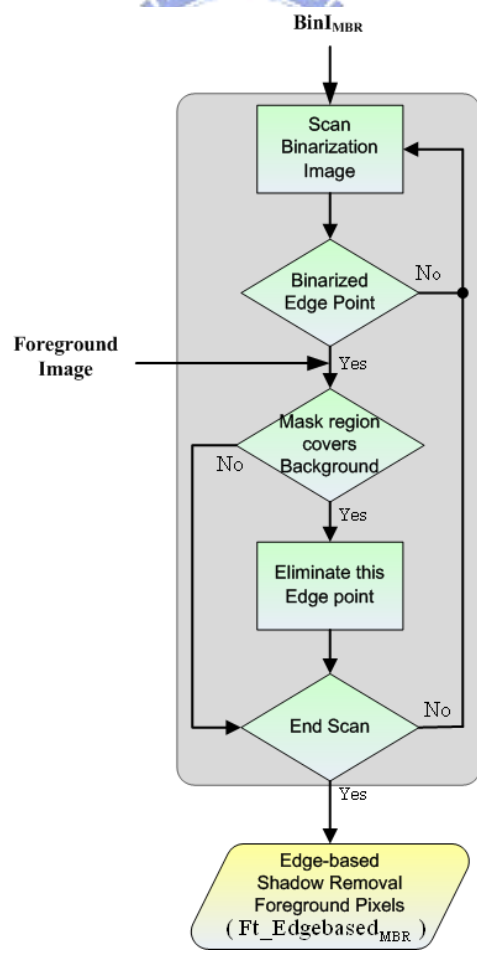 BinI_MBR
Scan
Binarization
Image
Binarized
Edge Point
No
Foreground
Image
Yes
Mask region
covers
Background
No
Yes
Eliminate this
Edge point
End Scan
No
Yes
Edge-based
Shadow Removal
Foreground Pixels
( Ft_Edgebased_MBR )